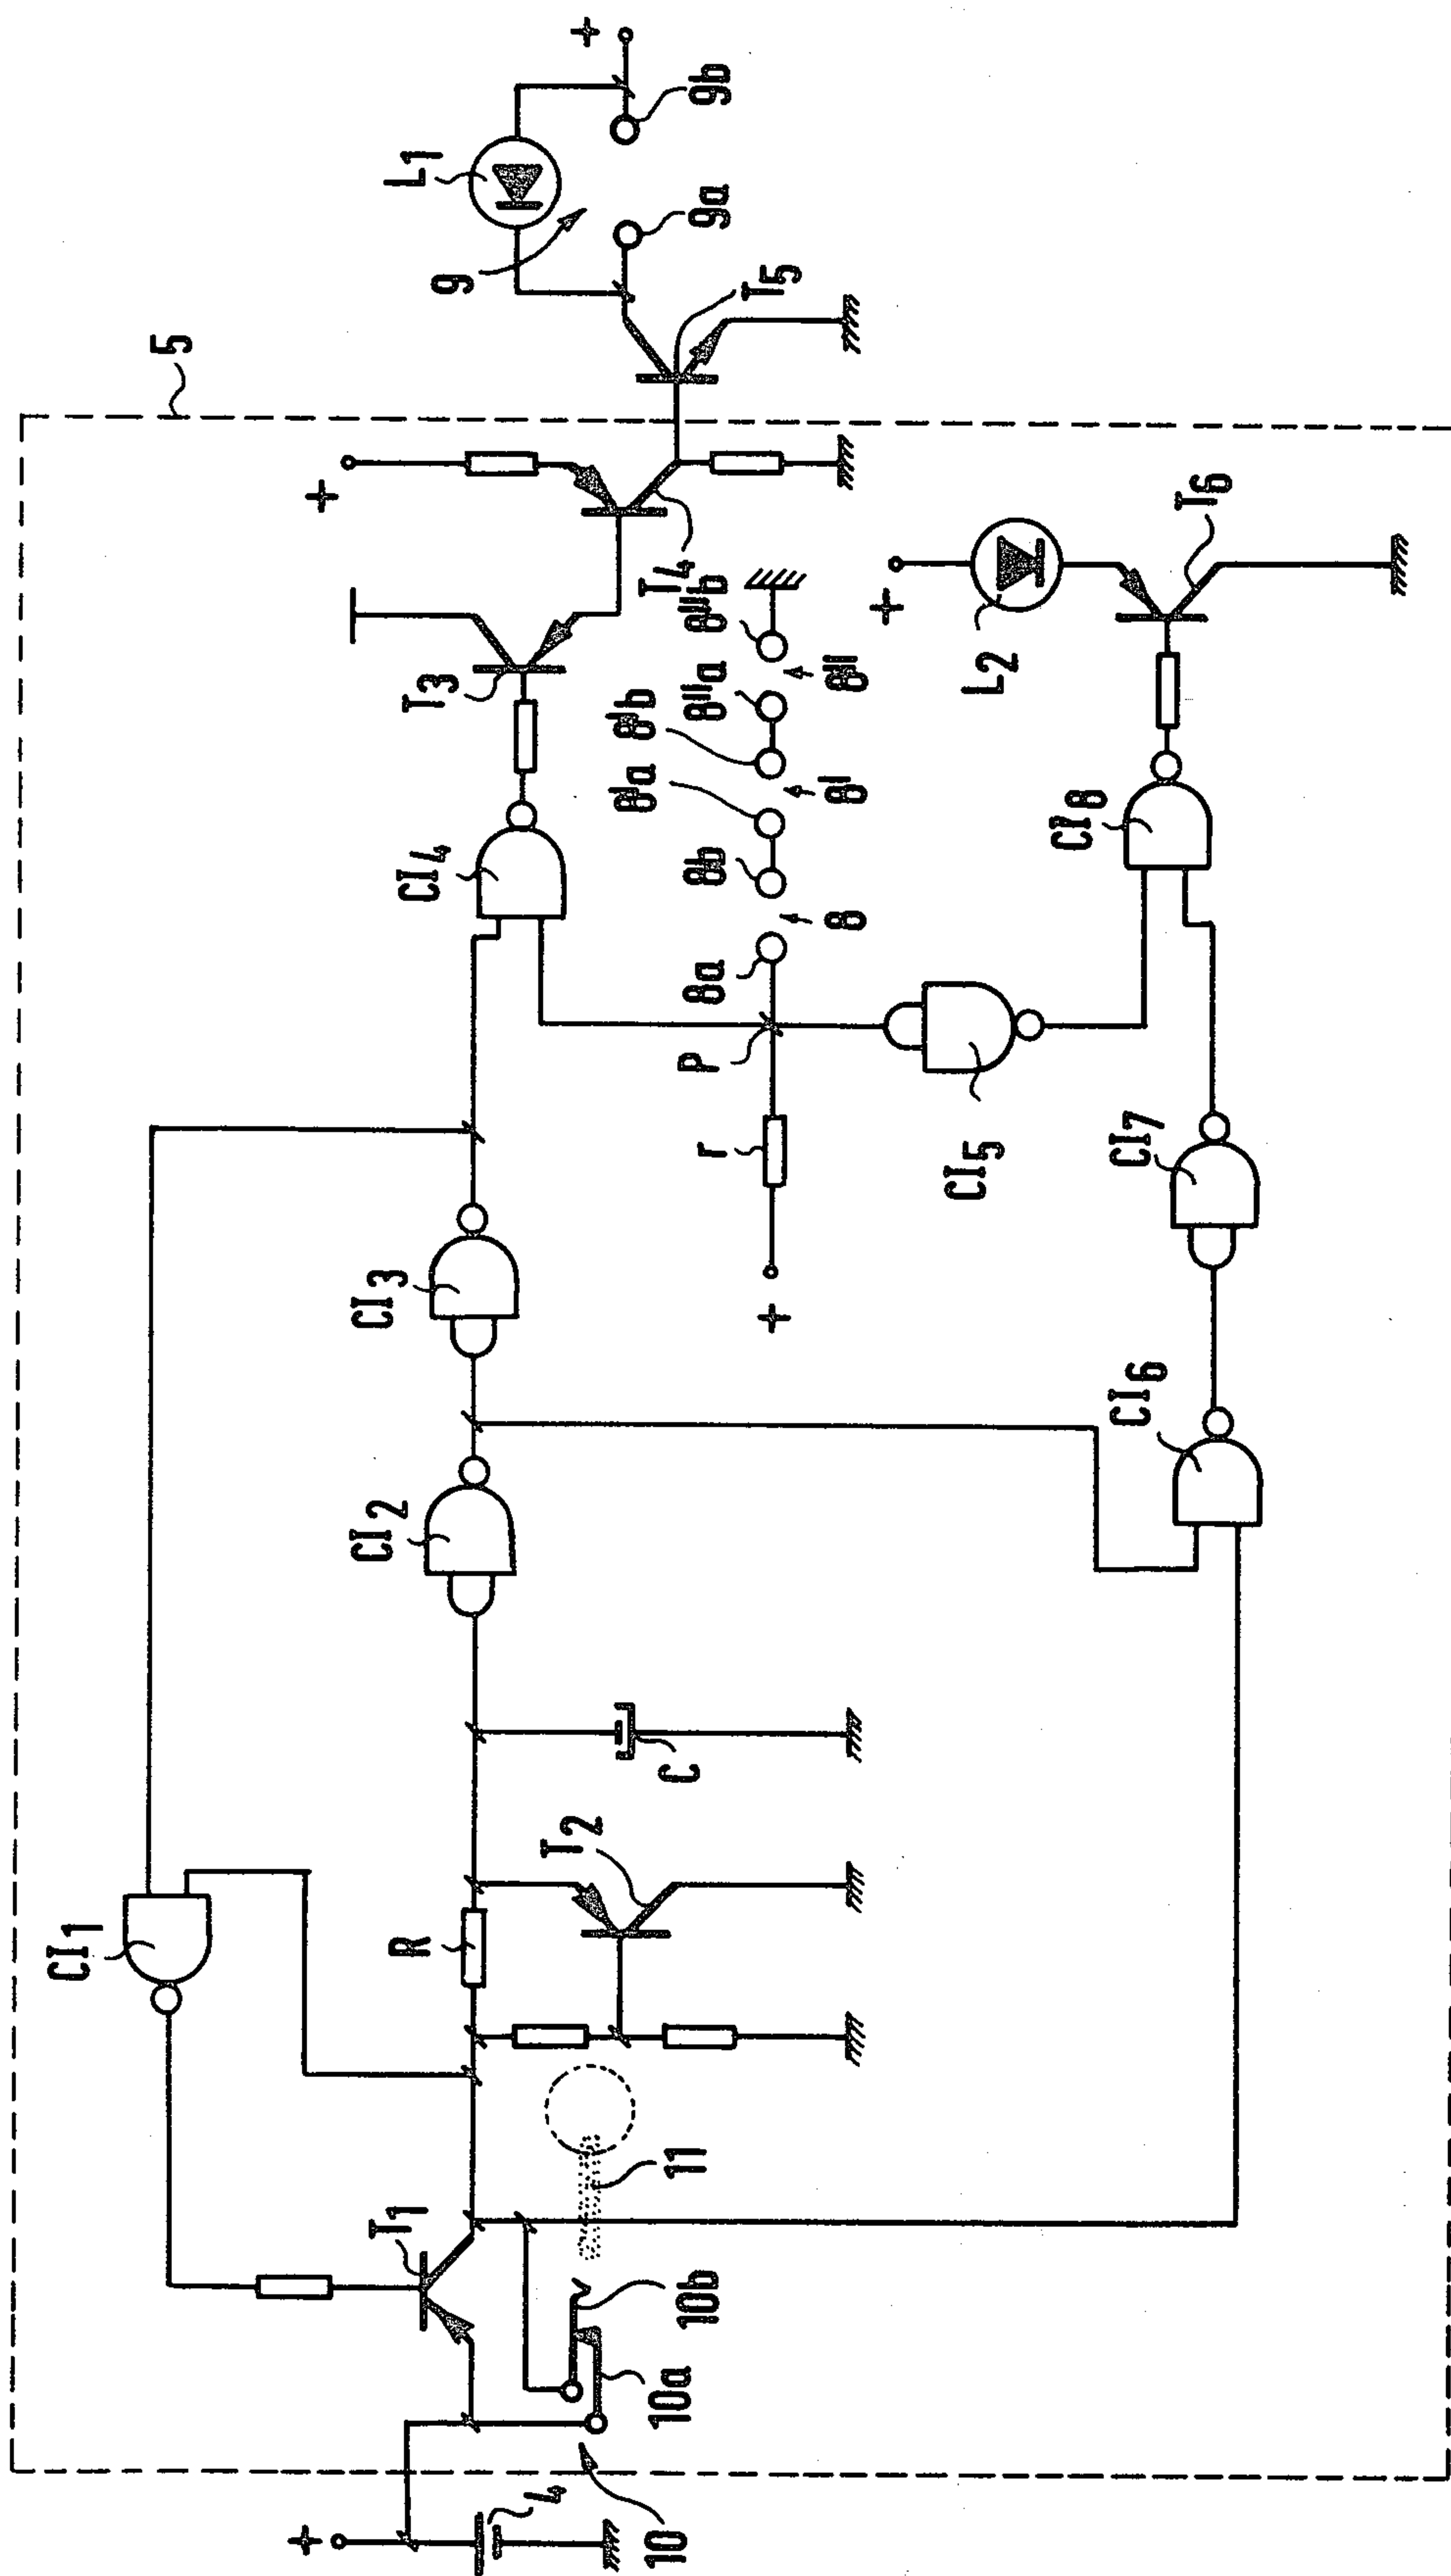 5
+
L1
9
9a
9b
T5
+
T4
T3
CI4
8a
8
8b
8'a
8'
8'b
8"a
8"
8"b
P
r
+
CI5
+
L2
T6
CI8
CI7
CI6
CI3
CI2
CI1
R
T2
C
T1
11
10b
10a
10
4
+